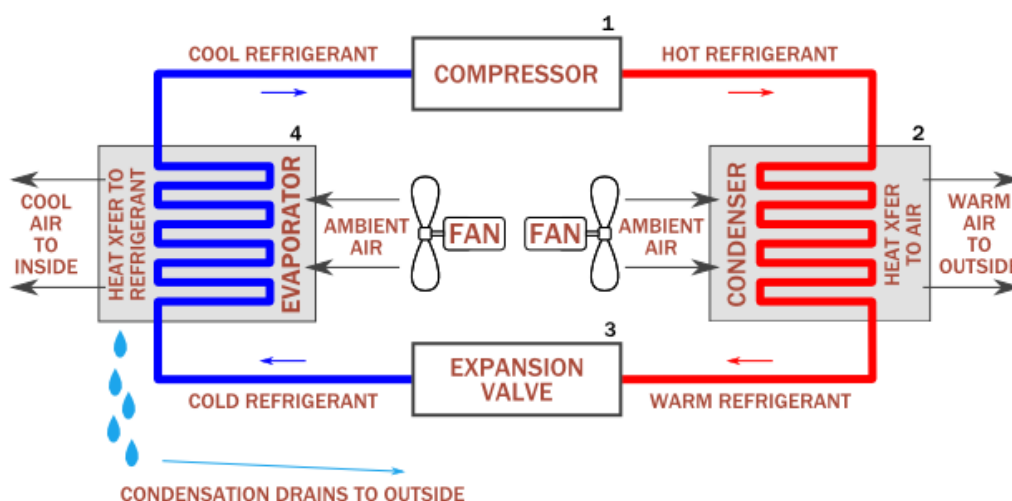 1
COOL REFRIGERANT
COMPRESSOR
HOT REFRIGERANT
4
2
COOL
AIR
TO
INSIDE
HEAT XFER TO
REFRIGERANT
EVAPORATOR
AMBIENT
AIR
FAN
FAN
AMBIENT
AIR
CONDENSER
HEAT XFER
TO AIR
WARM
AIR
TO
OUTSIDE
3
EXPANSION
VALVE
COLD REFRIGERANT
WARM REFRIGERANT
CONDENSATION DRAINS TO OUTSIDE